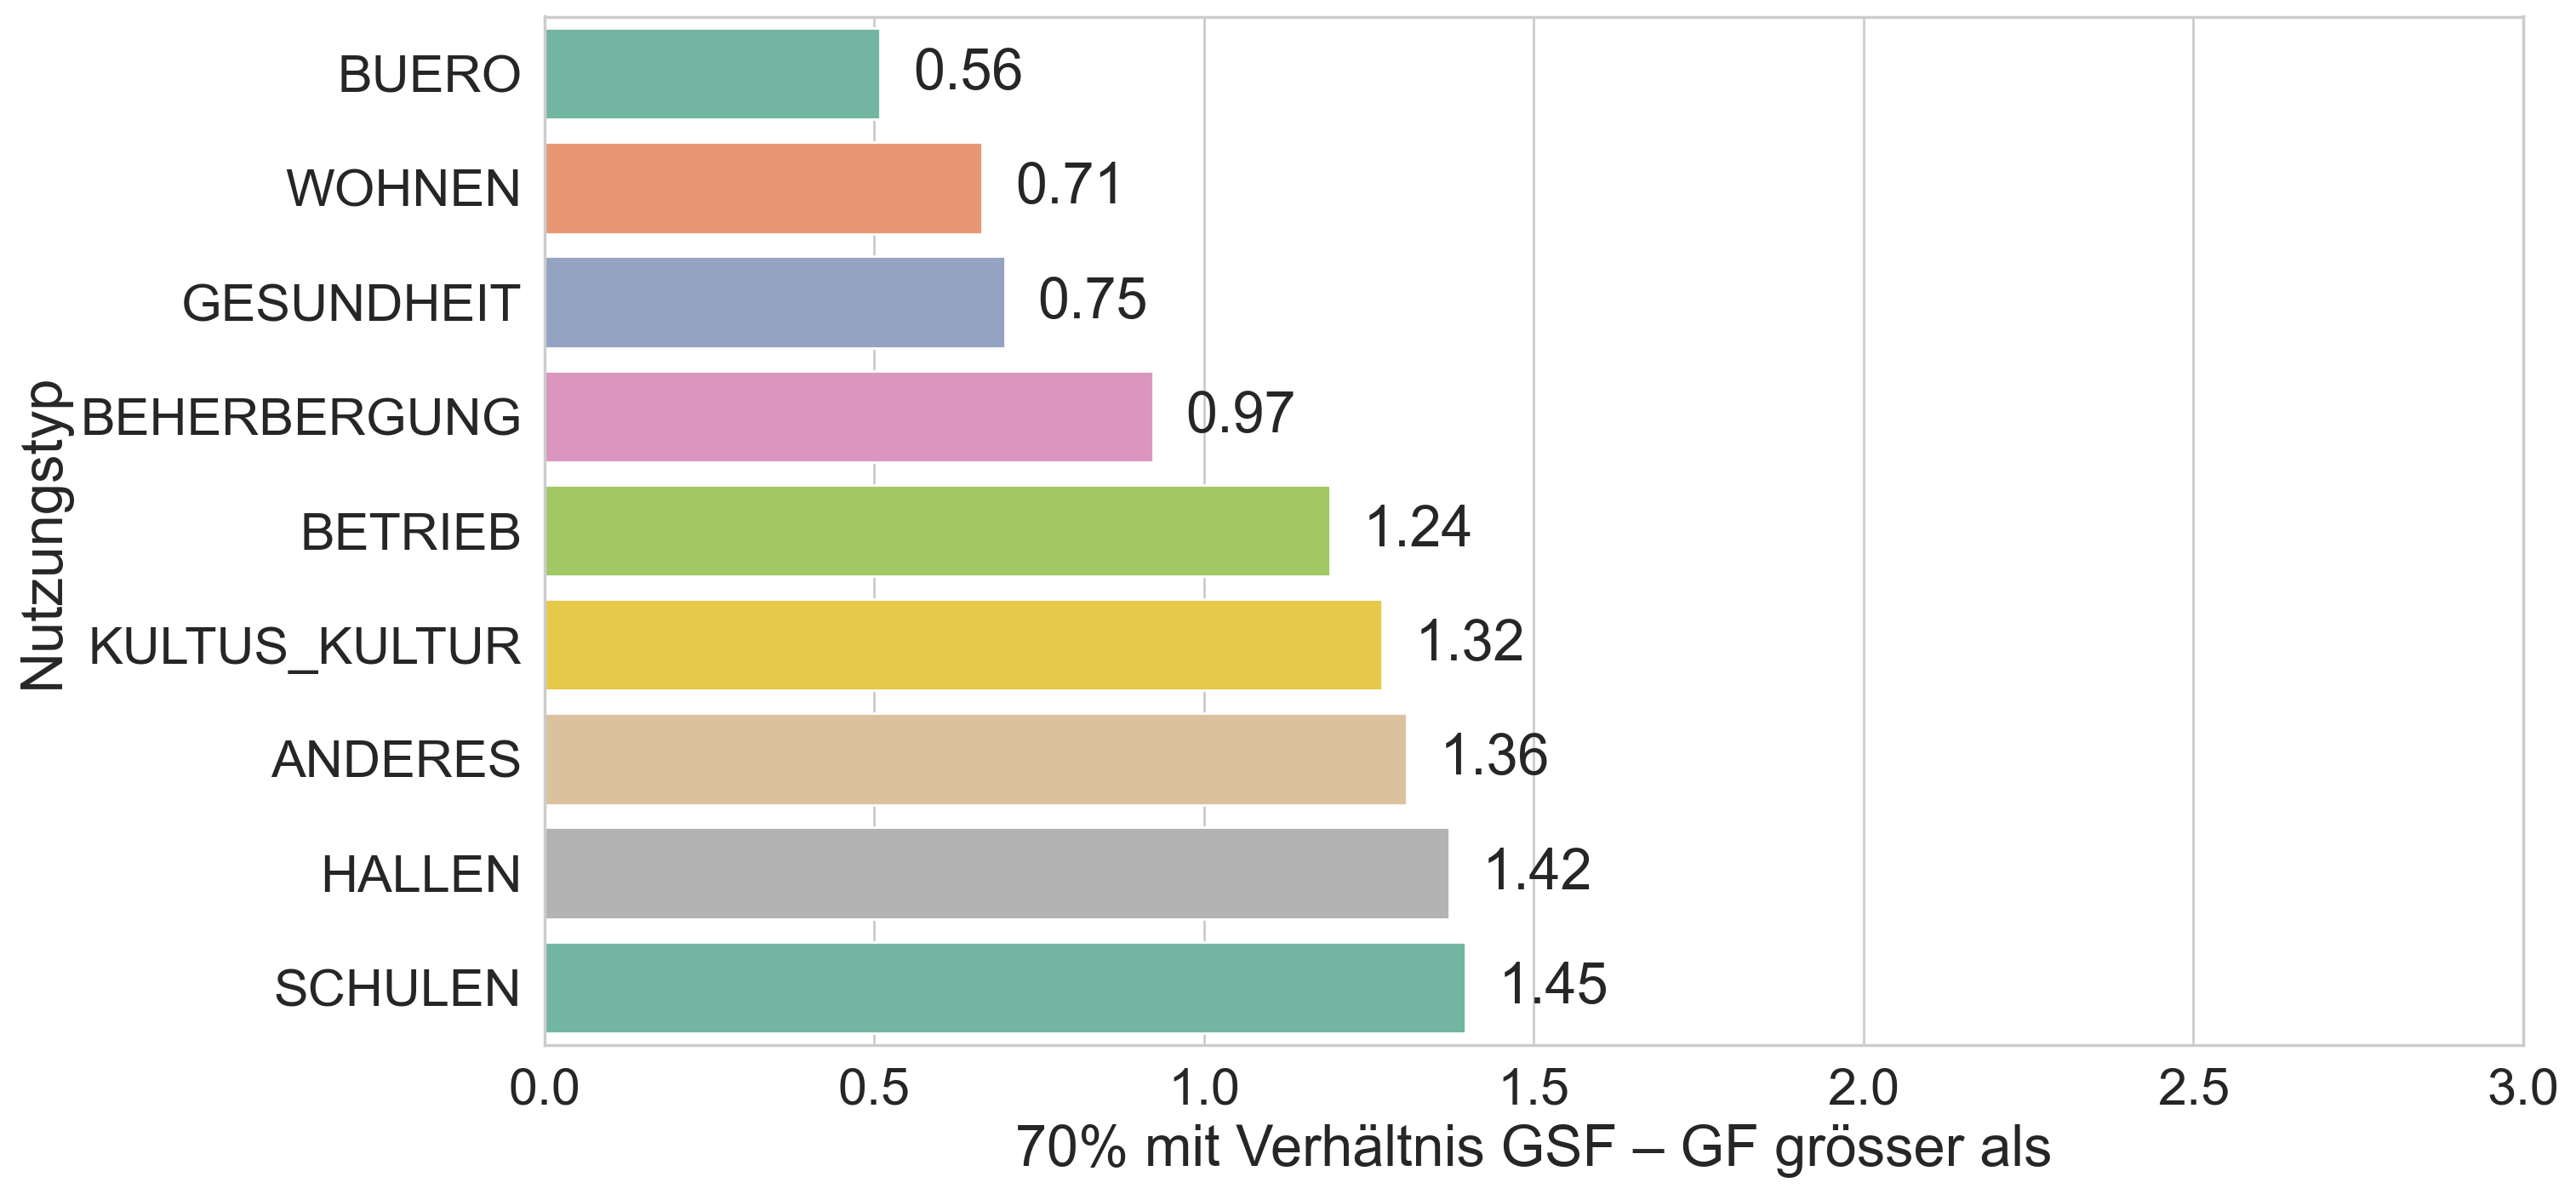 Nutzungstyp
BUERO 0.56
WOHNEN 0.71
GESUNDHEIT 0.75
BEHERBERGUNG 0.97
BETRIEB 1.24
KULTUS_KULTUR 1.32
ANDERES 1.36
HALLEN 1.42
SCHULEN 1.45
0.0 0.5 1.0 1.5 2.0 2.5 3.0
70% mit Verhältnis GSF – GF grösser als